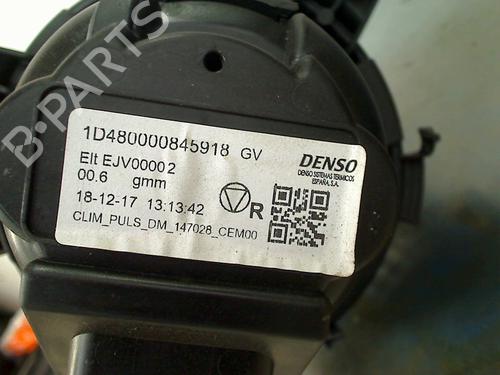 B-PARTS
1D480000845918 GV
DENSO
DENSO SISTEMAS TERMICOS
ESPAÑA, S.A.
Elt EJV00002
00.6 gmm
18-12-17 13:13:42
R
CLIM_PULS_DM_147028_CEM00